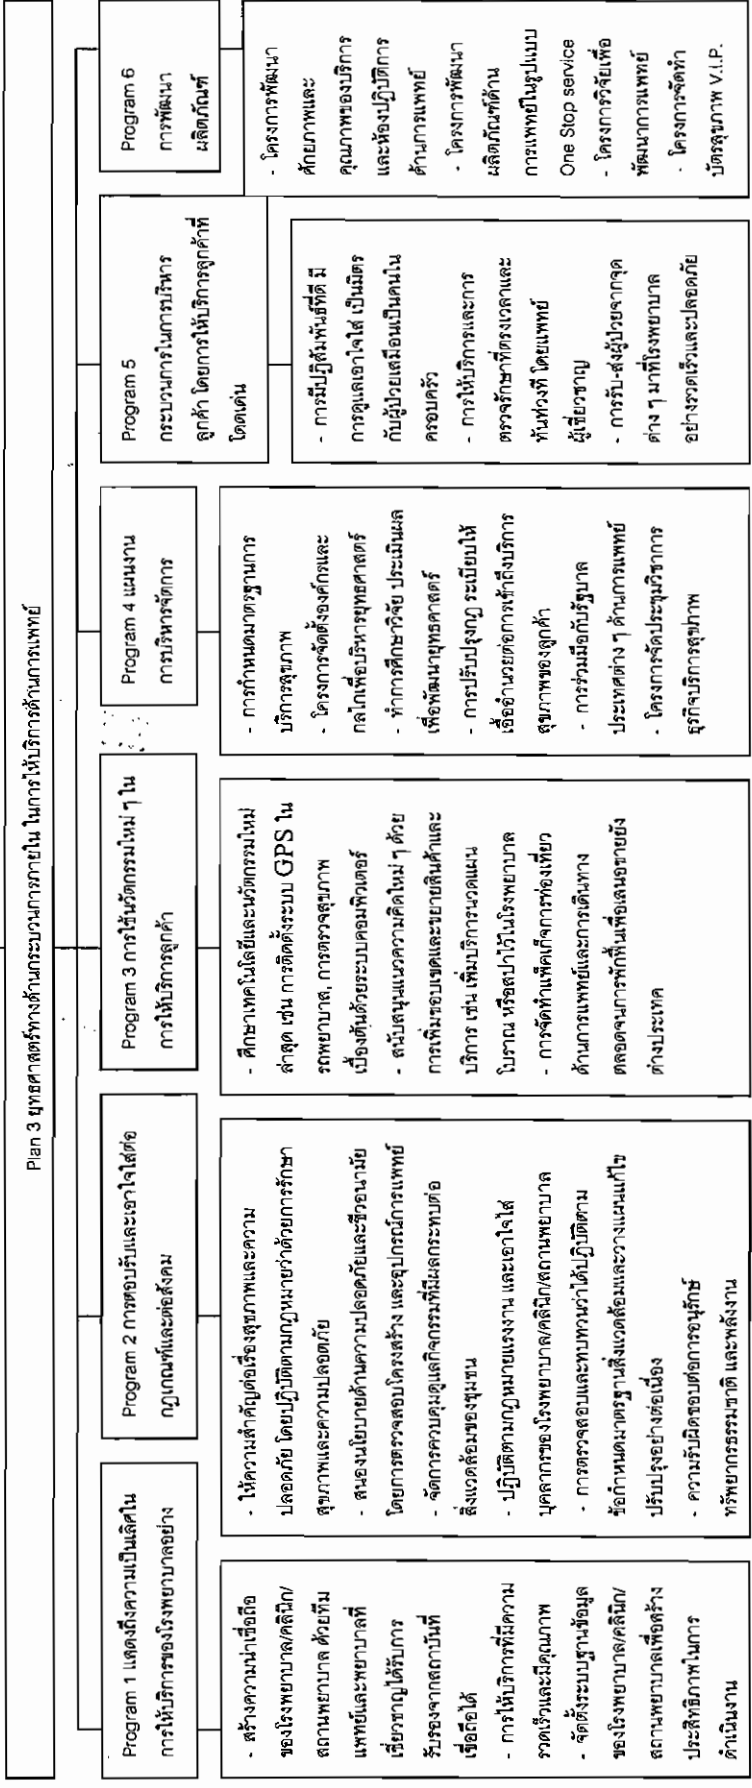 Plan 3 ยุทธศาสตร์ทางด้านกระบวนการภายใน ในการให้บริการด้านการแพทย์
Program 1 แสดงถึงความเป็นเลิศใน
การให้บริการของโรงพยาบาลอย่าง
- สร้างความน่าเชื่อถือ
ของโรงพยาบาล/คลินิก/
สถานพยาบาล ด้วยทีม
แพทย์และพยาบาลที่
เชี่ยวชาญได้รับการ
รับรองจากสถาบันที่
เชื่อถือได้
- การให้บริการที่มีความ
รวดเร็วและมีคุณภาพ
- จัดตั้งระบบฐานข้อมูล
ของโรงพยาบาล/คลินิก/
สถานพยาบาลเพื่อสร้าง
ประสิทธิภาพในการ
ดำเนินงาน
Program 2 การตอบรับและเอาใจใส่ต่อ
กฎเกณฑ์และต่อสังคม
- ให้ความสำคัญต่อเรื่องสุขภาพและความ
ปลอดภัย โดยปฏิบัติตามกฎหมายว่าด้วยการรักษา
สุขภาพและความปลอดภัย
- สนองนโยบายด้านความปลอดภัยและชีวอนามัย
โดยการตรวจสอบโครงสร้าง และอุปกรณ์การแพทย์
- จัดการควบคุมดูแลกิจกรรมที่มีผลกระทบต่อ
สิ่งแวดล้อมของชุมชน
- ปฏิบัติตามกฎหมายแรงงาน และเอาใจใส่
บุคลากรของโรงพยาบาล/คลินิก/สถานพยาบาล
- การตรวจสอบและทบทวนว่าได้ปฏิบัติตาม
ข้อกำหนดมาตรฐานสิ่งแวดล้อมและวางแผนแก้ไข
ปรับปรุงอย่างต่อเนื่อง
- ความรับผิดชอบต่อการอนุรักษ์
ทรัพยากรธรรมชาติ และพลังงาน
Program 3 การใช้นวัตกรรมใหม่ ๆ ใน
การให้บริการลูกค้า
- ศึกษาเทคโนโลยีและนวัตกรรมใหม่
ล่าสุด เช่น การติดตั้งระบบ GPS ใน
รถพยาบาล, การตรวจสุขภาพ
เบื้องต้นด้วยระบบคอมพิวเตอร์
- สนับสนุนแนวความคิดใหม่ ๆ ด้วย
การเพิ่มขอบเขตและขยายสินค้าและ
บริการ เช่น เพิ่มบริการนวดแผน
โบราณ หรือสปาไว้ในโรงพยาบาล
- การจัดทำแพ็คเก็จการท่องเที่ยว
ด้านการแพทย์และการเดินทาง
ตลอดจนการพักฟื้นเพื่อเสนอขายยัง
ต่างประเทศ
Program 4 แผนงาน
การบริหารจัดการ
- การกำหนดมาตรฐานการ
บริการสุขภาพ
- โครงการจัดตั้งองค์กรและ
กลไกเพื่อบริหารยุทธศาสตร์
- ทำการศึกษาวิจัย ประเมินผล
เพื่อพัฒนายุทธศาสตร์
- การปรับปรุงกฎ ระเบียบให้
เอื้ออำนวยต่อการเข้าถึงบริการ
สุขภาพของลูกค้า
- การร่วมมือกับรัฐบาล
ประเทศต่าง ๆ ด้านการแพทย์
- โครงการจัดประชุมวิชาการ
ธุรกิจบริการสุขภาพ
Program 5
กระบวนการในการบริหาร
ลูกค้า โดยการให้บริการลูกค้าที่
โดดเด่น
- การมีปฏิสัมพันธ์ที่ดี มี
การดูแลเอาใจใส่ เป็นมิตร
กับผู้ป่วยเสมือนเป็นคนใน
ครอบครัว
- การให้บริการและการ
ตรวจรักษาที่ตรงเวลาและ
ทันท่วงที โดยแพทย์
ผู้เชี่ยวชาญ
- การรับ-ส่งผู้ป่วยจากจุด
ต่าง ๆ มาที่โรงพยาบาล
อย่างรวดเร็วและปลอดภัย
Program 6
การพัฒนา
ผลิตภัณฑ์
- โครงการพัฒนา
ศักยภาพและ
คุณภาพของบริการ
และห้องปฏิบัติการ
ด้านการแพทย์
- โครงการพัฒนา
ผลิตภัณฑ์ด้าน
การแพทย์ในรูปแบบ
One Stop service
- โครงการวิจัยเพื่อ
พัฒนาการแพทย์
- โครงการจัดทำ
บัตรสุขภาพ V.I.P.